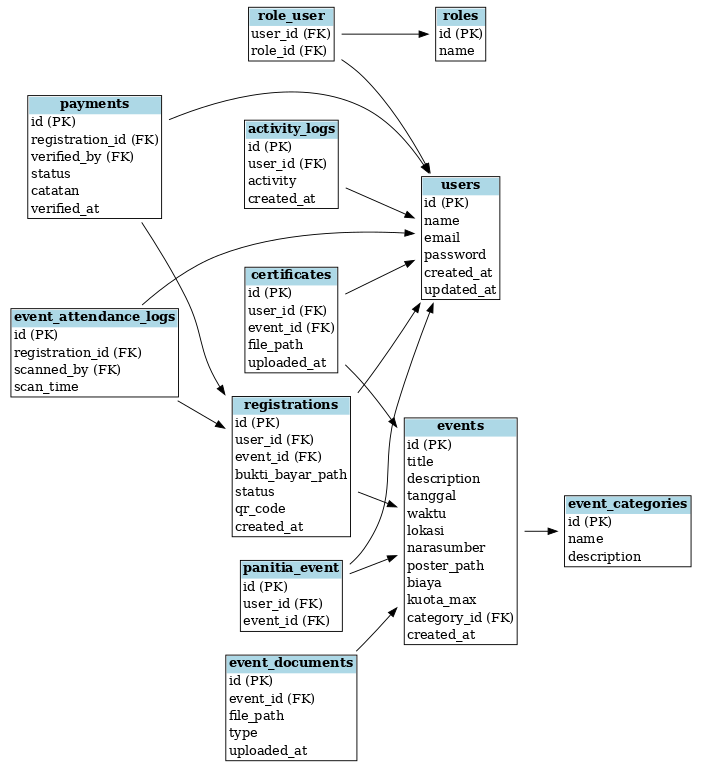 role_user
user_id (FK)
role_id (FK)
roles
id (PK)
name
payments
id (PK)
registration_id (FK)
verified_by (FK)
status
catatan
verified_at
activity_logs
id (PK)
user_id (FK)
activity
created_at
users
id (PK)
name
email
password
created_at
updated_at
certificates
id (PK)
user_id (FK)
event_id (FK)
file_path
uploaded_at
event_attendance_logs
id (PK)
registration_id (FK)
scanned_by (FK)
scan_time
registrations
id (PK)
user_id (FK)
event_id (FK)
bukti_bayar_path
status
qr_code
created_at
events
id (PK)
title
description
tanggal
waktu
lokasi
narasumber
poster_path
biaya
kuota_max
category_id (FK)
created_at
event_categories
id (PK)
name
description
panitia_event
id (PK)
user_id (FK)
event_id (FK)
event_documents
id (PK)
event_id (FK)
file_path
type
uploaded_at